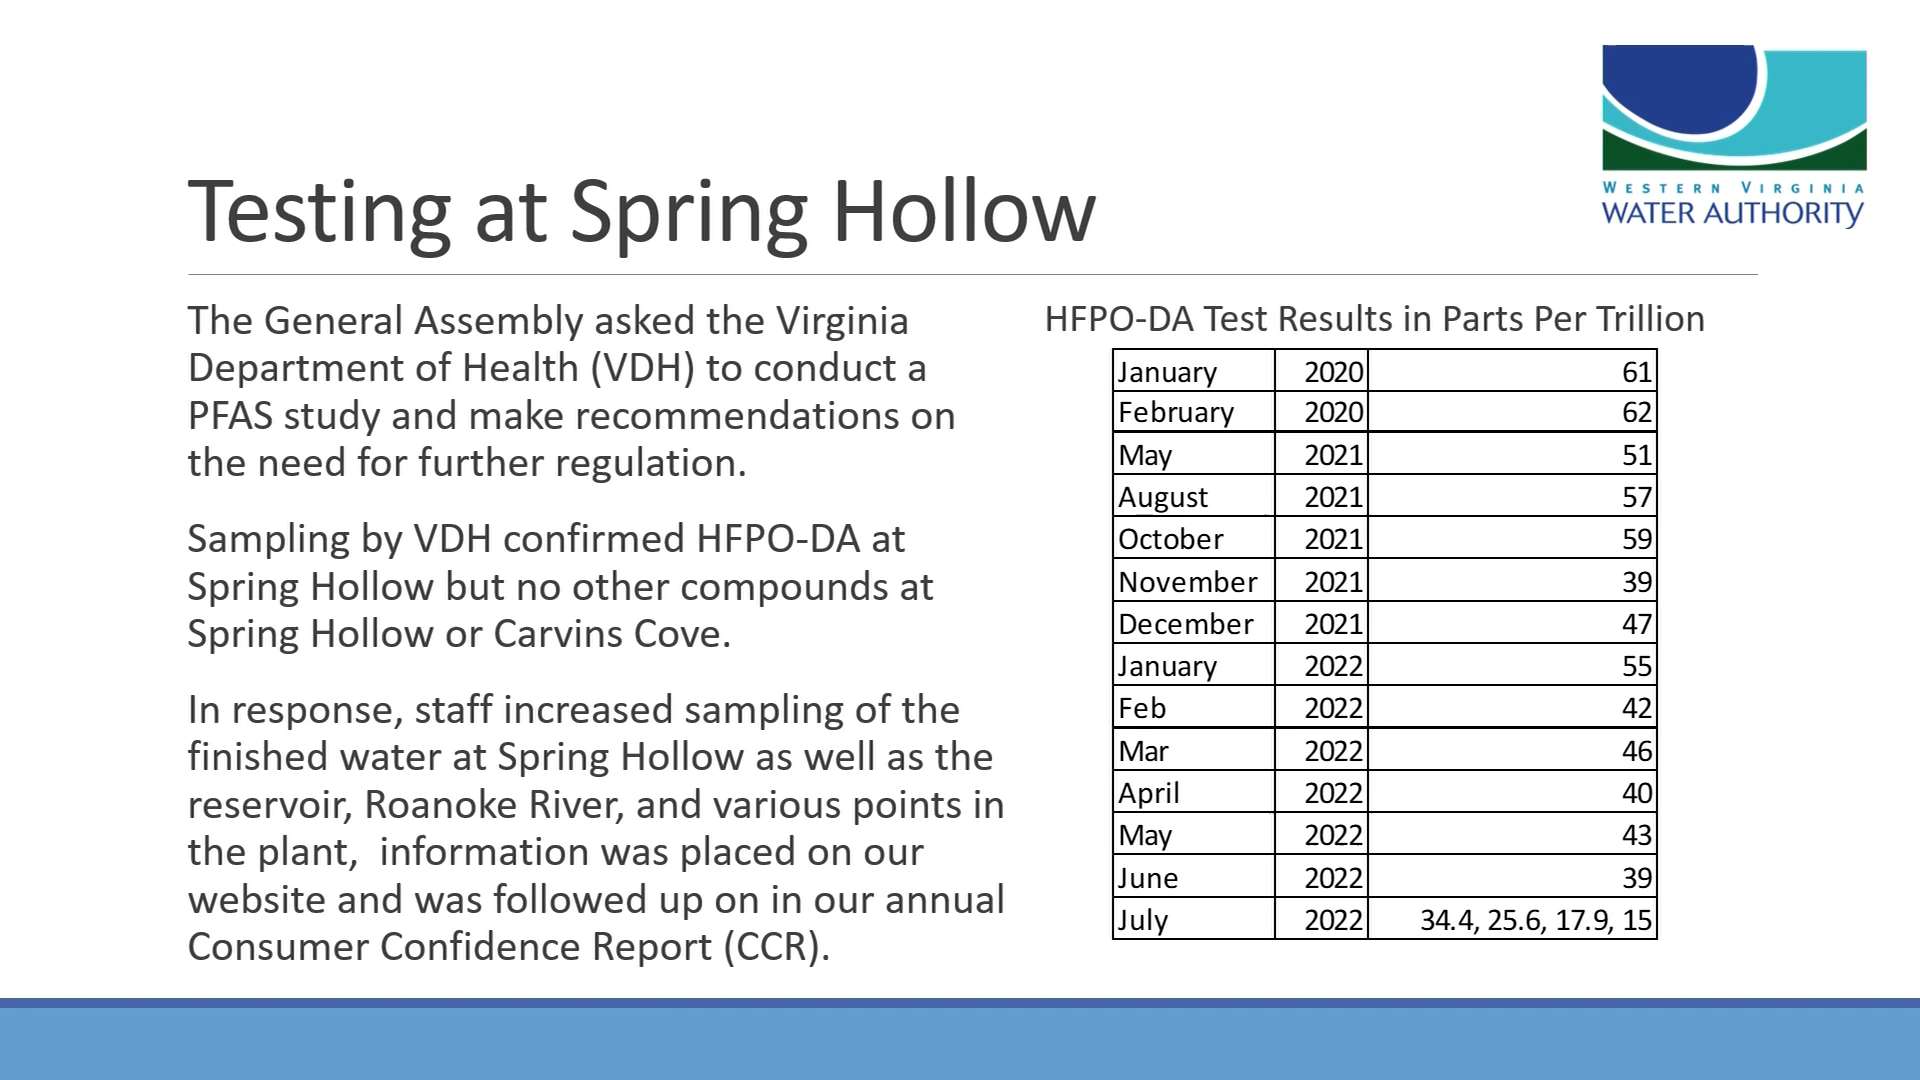 WESTERN VIRGINIA
WATER AUTHORITY
Testing at Spring Hollow
The General Assembly asked the Virginia
Department of Health (VDH) to conduct a
PFAS study and make recommendations on
the need for further regulation.
Sampling by VDH confirmed HFPO-DA at
Spring Hollow but no other compounds at
Spring Hollow or Carvins Cove.
In response, staff increased sampling of the
finished water at Spring Hollow as well as the
reservoir, Roanoke River, and various points in
the plant,  information was placed on our
website and was followed up on in our annual
Consumer Confidence Report (CCR).
HFPO-DA Test Results in Parts Per Trillion
January 2020 61
February 2020 62
May 2021 51
August 2021 57
October 2021 59
November 2021 39
December 2021 47
January 2022 55
Feb 2022 42
Mar 2022 46
April 2022 40
May 2022 43
June 2022 39
July 2022 34.4, 25.6, 17.9, 15